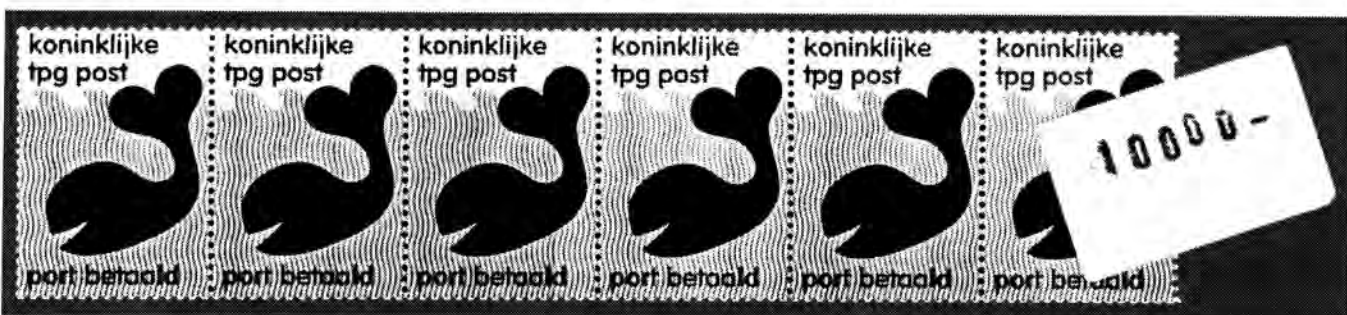 koninklijke
tpg post
port betaald
koninklijke
tpg post
port betaald
koninklijke
tpg post
port betaald
koninklijke
tpg post
port betaald
koninklijke
tpg post
port betaald
koninklijke
tpg post
port betaald
10000-